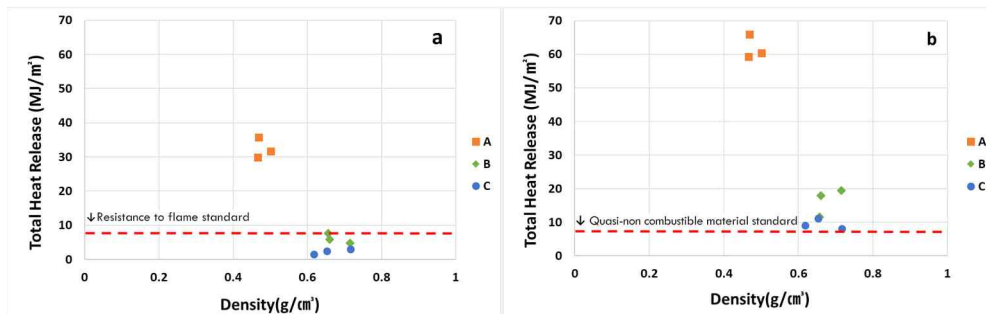 a
Total Heat Release (MJ/㎡)
70
60
50
40
30
20
10
0
↓Resistance to flame standard
0
0.2
0.4
0.6
0.8
1
Density(g/㎤)
A
B
C
b
Total Heat Release (MJ/㎡)
70
60
50
40
30
20
10
0
↓ Quasi-non combustible material standard
0
0.2
0.4
0.6
0.8
1
Density(g/㎤)
A
B
C